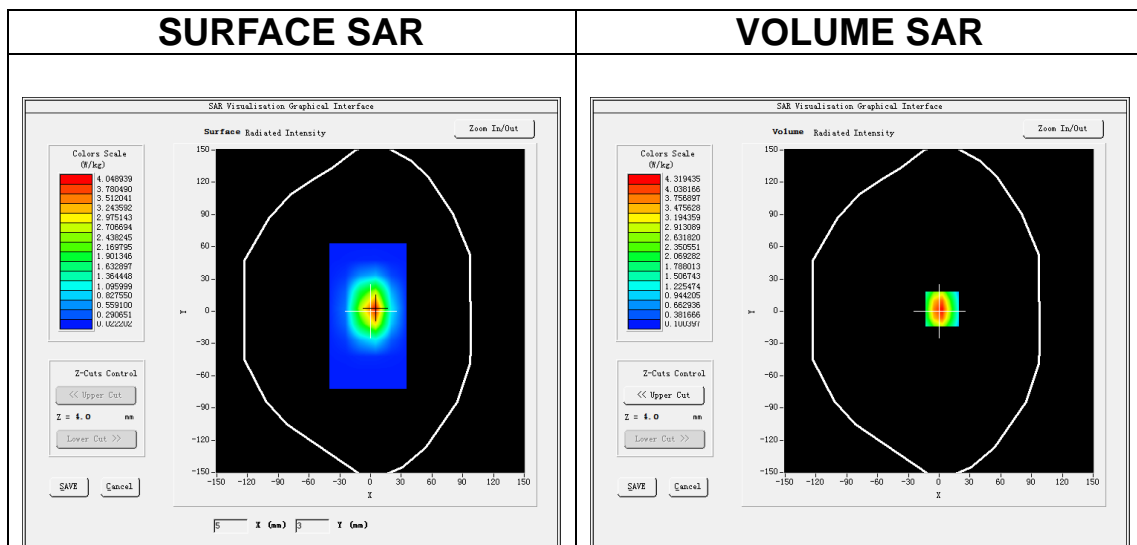 SURFACE SAR
VOLUME SAR
SAR Visualisation Graphical Interface
Surface Radiated Intensity
Zoom In/Out
Colors Scale
(W/kg)
4.048939
3.780490
3.512041
3.243592
2.975143
2.706694
2.438245
2.169795
1.901346
1.632897
1.364448
1.095999
0.827550
0.559100
0.290651
0.022202
Z-Cuts Control
<< Upper Cut
Z = 4.0 mm
Lower Cut >>
SAVE
Cancel
150
120
90
60
30
0
-30
-60
-90
-120
-150
Y
-150 -120 -90 -60 -30 0 30 60 90 120 150
X
5 X (mm) 3 Y (mm)
SAR Visualisation Graphical Interface
Volume Radiated Intensity
Zoom In/Out
Colors Scale
(W/kg)
4.319435
4.038166
3.756897
3.475628
3.194359
2.913089
2.631820
2.350551
2.069282
1.788013
1.506743
1.225474
0.944205
0.662936
0.381666
0.100397
Z-Cuts Control
<< Upper Cut
Z = 4.0 mm
Lower Cut >>
SAVE
Cancel
150
120
90
60
30
0
-30
-60
-90
-120
-150
Y
-150 -120 -90 -60 -30 0 30 60 90 120 150
X